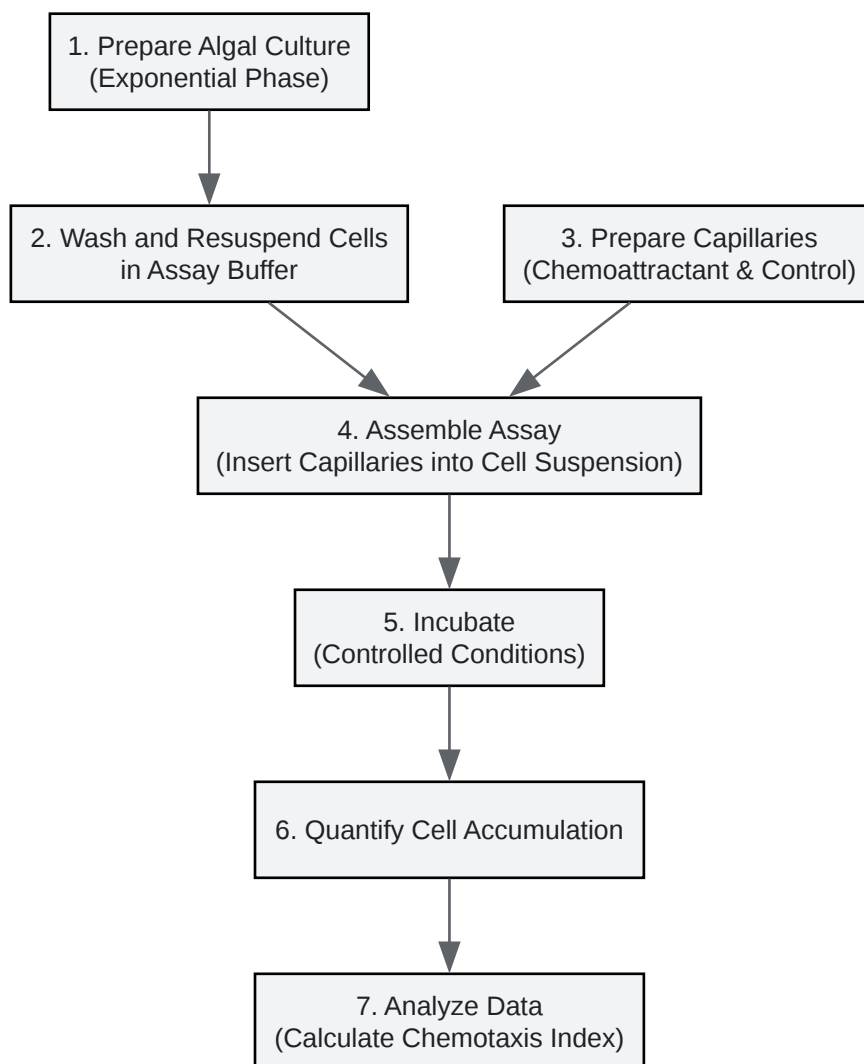 1. Prepare Algal Culture
(Exponential Phase)
2. Wash and Resuspend Cells
in Assay Buffer
3. Prepare Capillaries
(Chemoattractant & Control)
4. Assemble Assay
(Insert Capillaries into Cell Suspension)
5. Incubate
(Controlled Conditions)
6. Quantify Cell Accumulation
7. Analyze Data
(Calculate Chemotaxis Index)